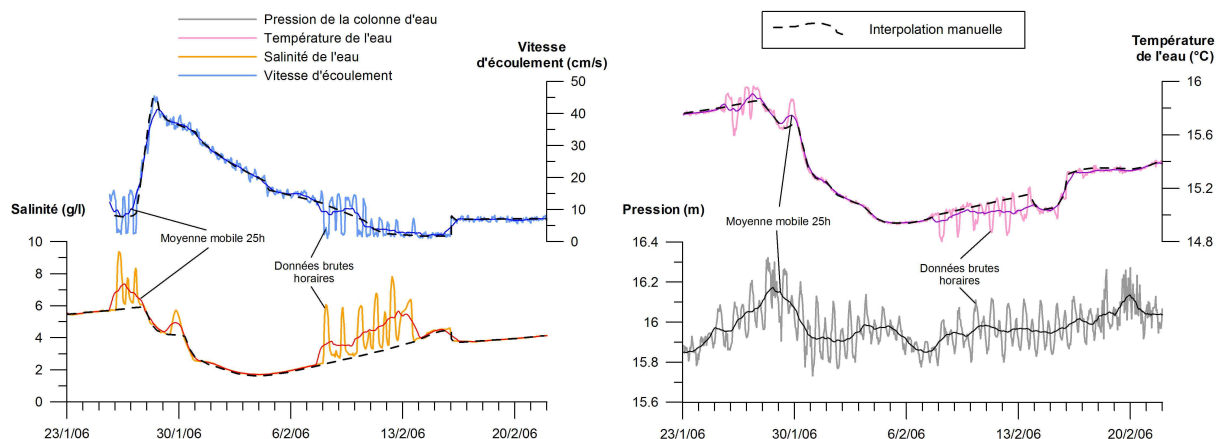 Pression de la colonne d'eau
Température de l'eau
Salinité de l'eau
Vitesse d'écoulement
Vitesse
d'écoulement (cm/s)
50
40
30
20
10
0
Salinité (g/l)
10
8
6
4
2
0
Moyenne mobile 25h
Données brutes
horaires
23/1/06
30/1/06
6/2/06
13/2/06
20/2/06
Interpolation manuelle
Température
de l'eau (°C)
16
15.6
15.2
14.8
Pression (m)
16.4
16.2
16
15.8
15.6
Moyenne mobile 25h
Données brutes
horaires
23/1/06
30/1/06
6/2/06
13/2/06
20/2/06